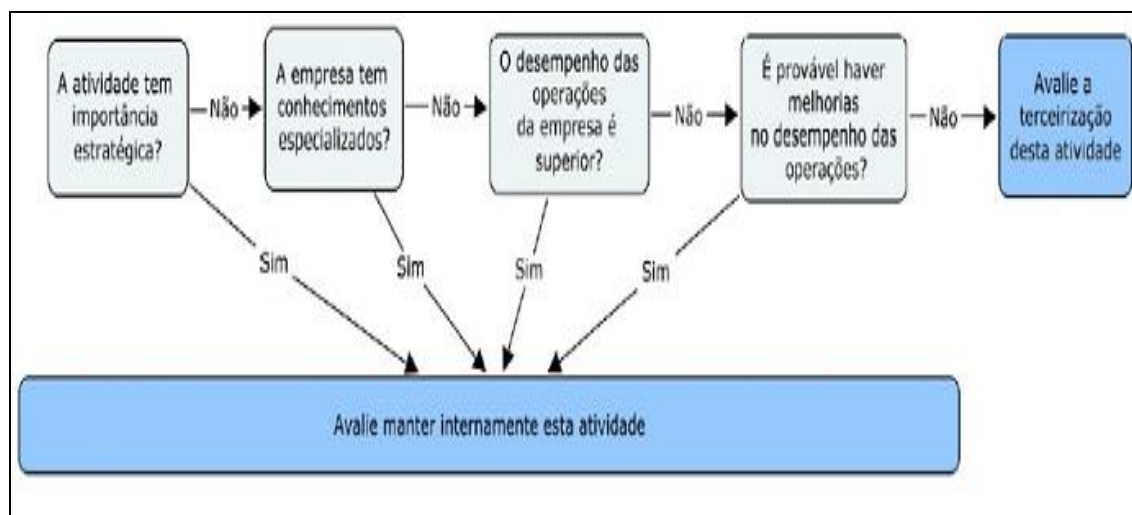 A atividade tem
importância
estratégica?
Não
A empresa tem
conhecimentos
especializados?
Não
O desempenho das
operações
da empresa é
superior?
Não
É provável haver
melhorias
no desempenho das
operações?
Não
Avalie a
terceirização
desta atividade
Sim
Sim
Sim
Sim
Avalie manter internamente esta atividade